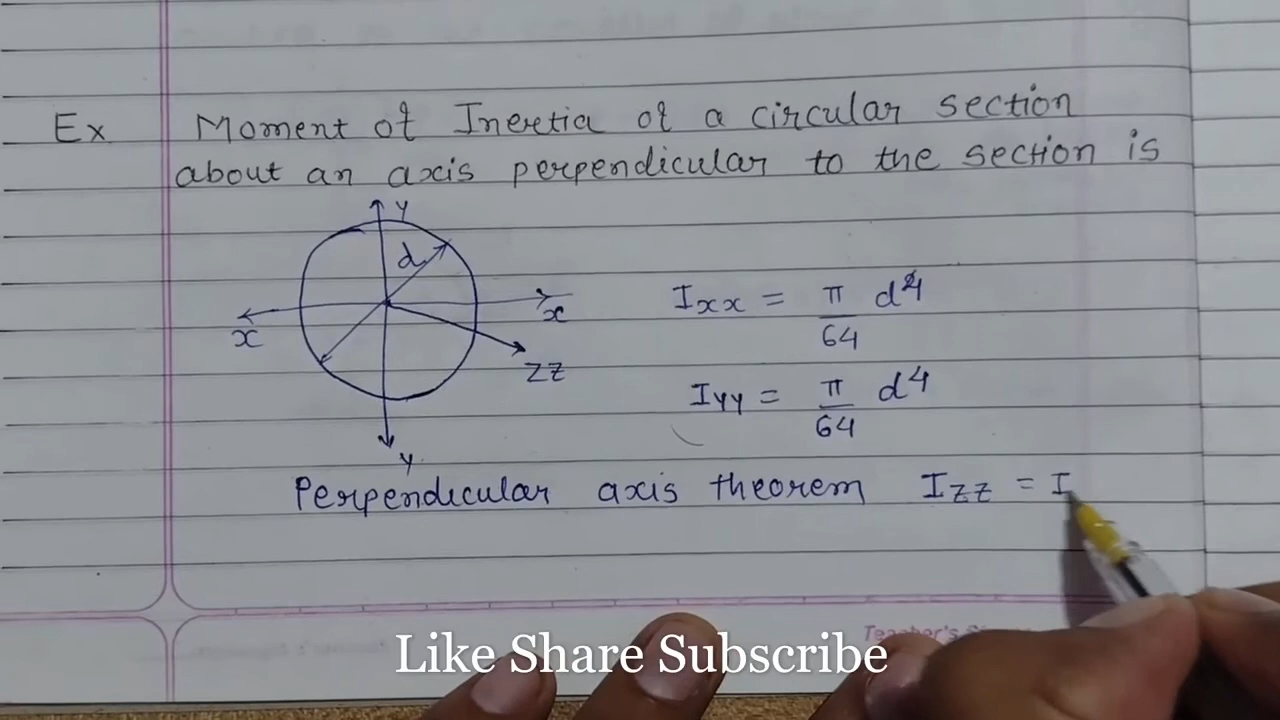 Ex Moment of Inertia of a circular section
about an axis perpendicular to the section is
y
d
x
x
zz
y
Ixx = π/64 d⁴
Iyy = π/64 d⁴
Perpendicular axis theorem Izz = I
Like Share Subscribe